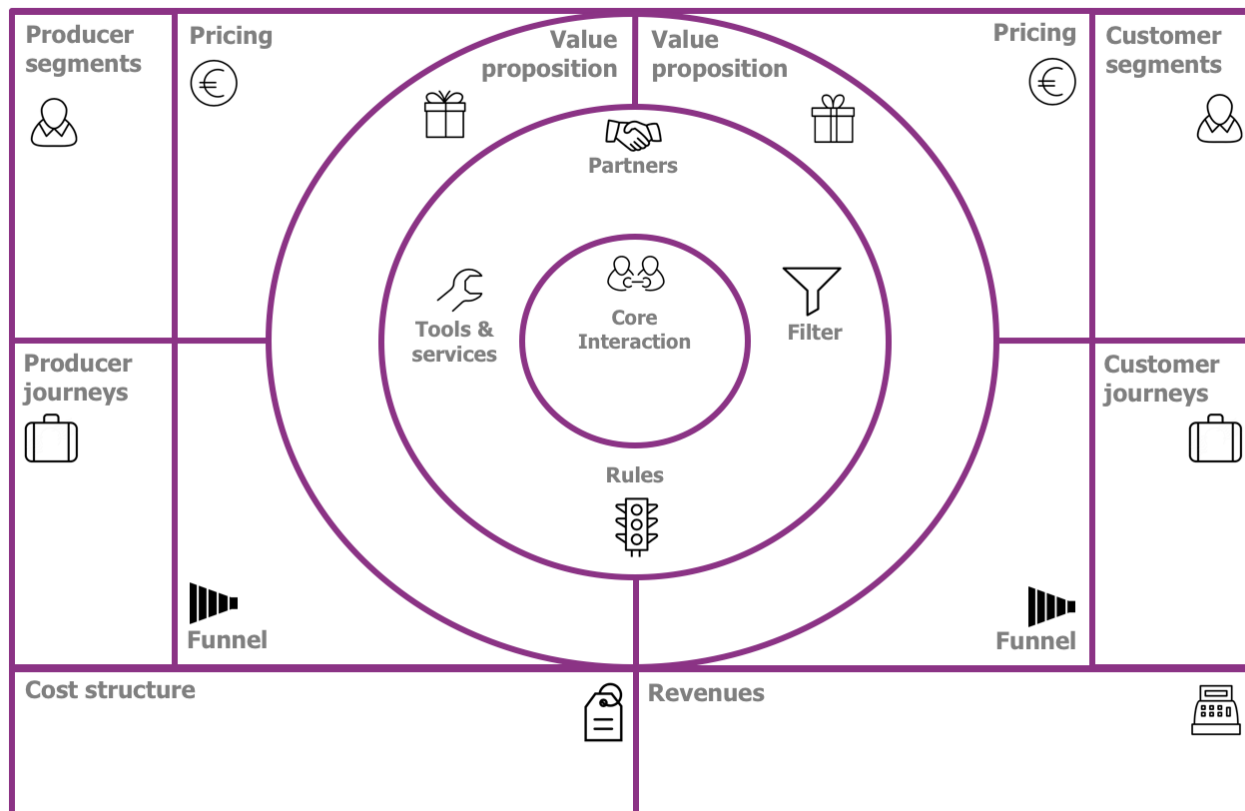 Producer
segments
Pricing
€
Value
proposition
Value
proposition
Pricing
€
Customer
segments
Partners
Tools &
services
Core
Interaction
Filter
Producer
journeys
Customer
journeys
Rules
Funnel
Funnel
Cost structure
Revenues